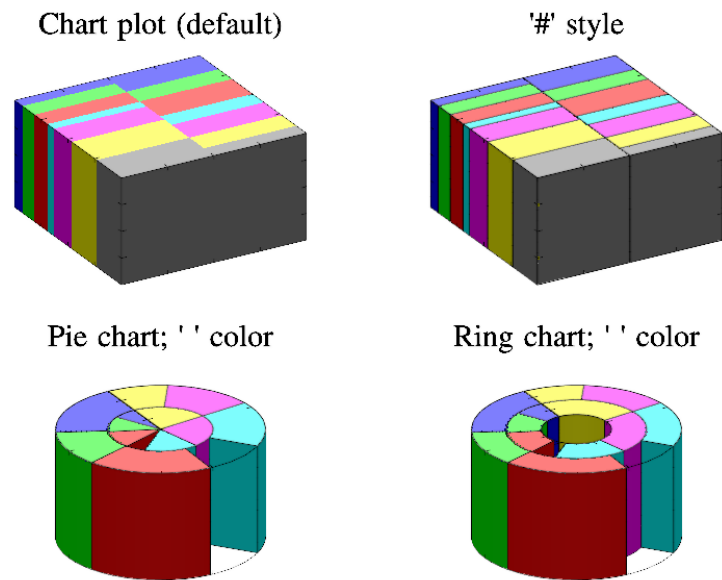 Chart plot (default)
'#' style
Pie chart; ' ' color
Ring chart; ' ' color